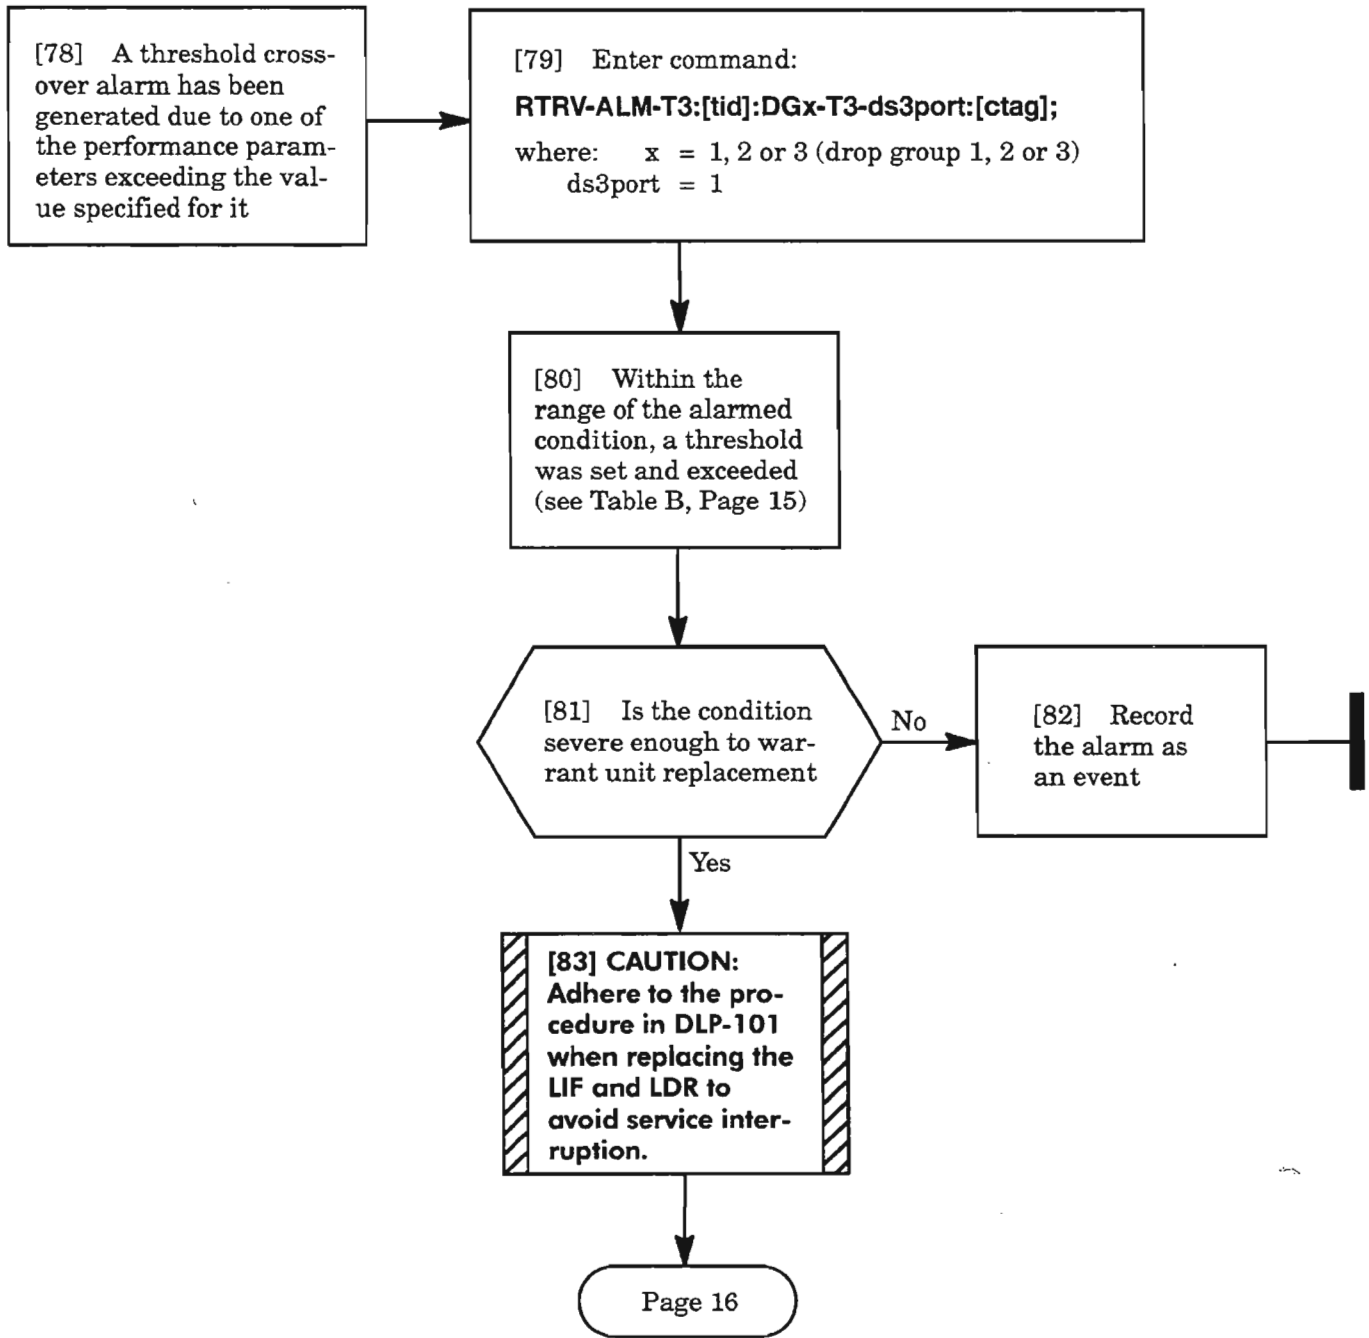 [78] A threshold cross-
over alarm has been
generated due to one of
the performance param-
eters exceeding the val-
ue specified for it
[79] Enter command:
RTRV-ALM-T3:[tid]:DGx-T3-ds3port:[ctag];
where: x = 1, 2 or 3 (drop group 1, 2 or 3)
ds3port = 1
[80] Within the
range of the alarmed
condition, a threshold
was set and exceeded
(see Table B, Page 15)
[81] Is the condition
severe enough to war-
rant unit replacement
No
[82] Record
the alarm as
an event
Yes
[83] CAUTION:
Adhere to the pro-
cedure in DLP-101
when replacing the
LIF and LDR to
avoid service inter-
ruption.
Page 16